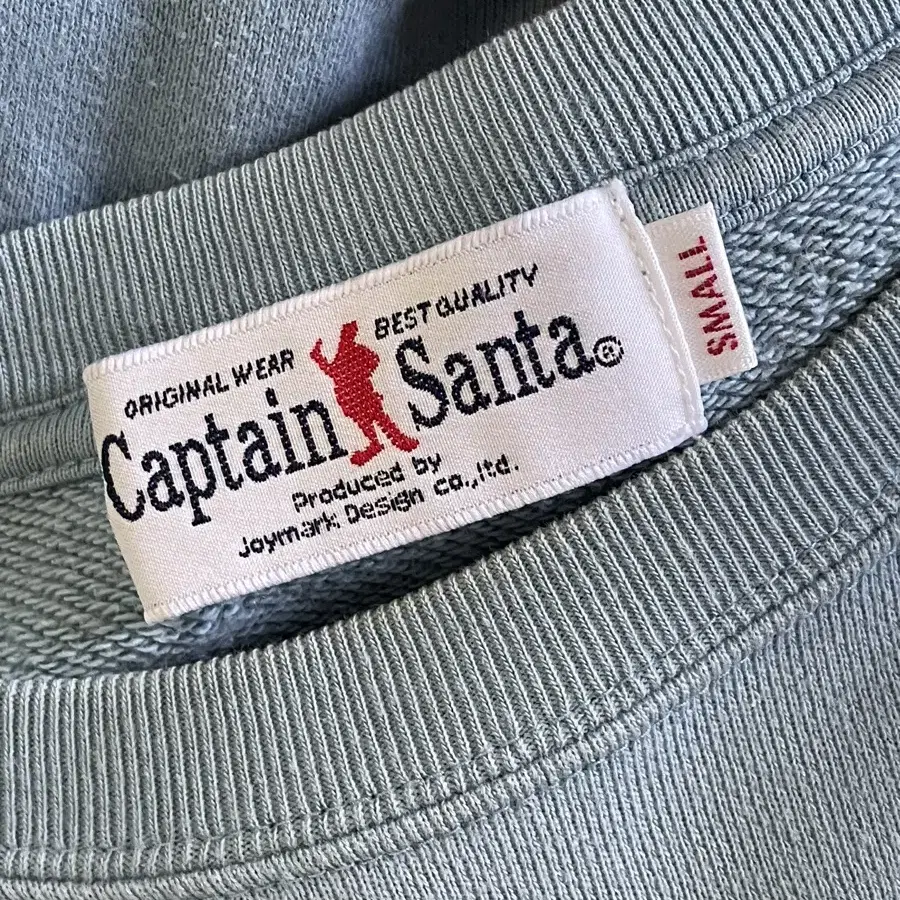 ORIGINAL WEAR BEST QUALITY
Captain Santa®
Produced by
Joymark Design co.,ltd.
SMALL